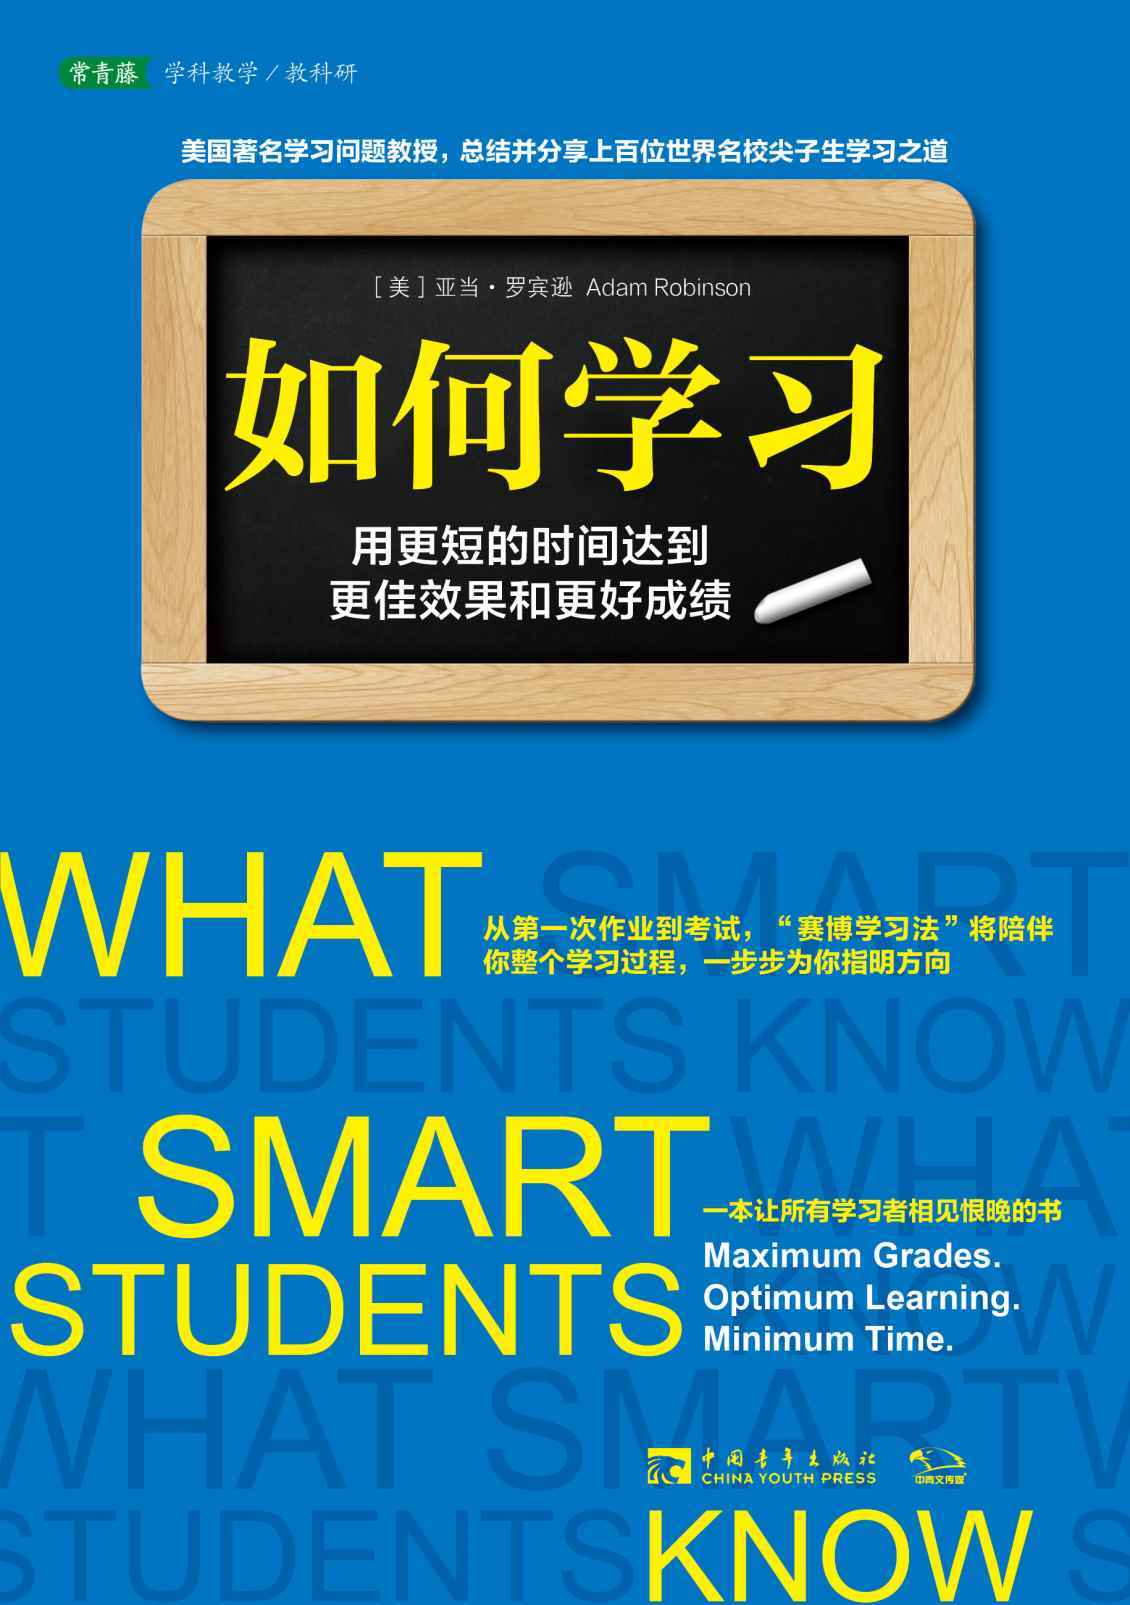 常青藤 学科教学 / 教科研
美国著名学习问题教授，总结并分享上百位世界名校尖子生学习之道
［美］亚当·罗宾逊 Adam Robinson
如何学习
用更短的时间达到
更佳效果和更好成绩
WHAT SMART
从第一次作业到考试，“赛博学习法”将陪伴
你整个学习过程，一步步为你指明方向
STUDENTS KNOW
T SMART WHAT
一本让所有学习者相见恨晚的书
Maximum Grades.
STUDENTS KNOW
Optimum Learning.
Minimum Time.
WHAT SMART W
中国青年出版社
CHINA YOUTH PRESS
中青文传媒
STUDENTS KNOW S